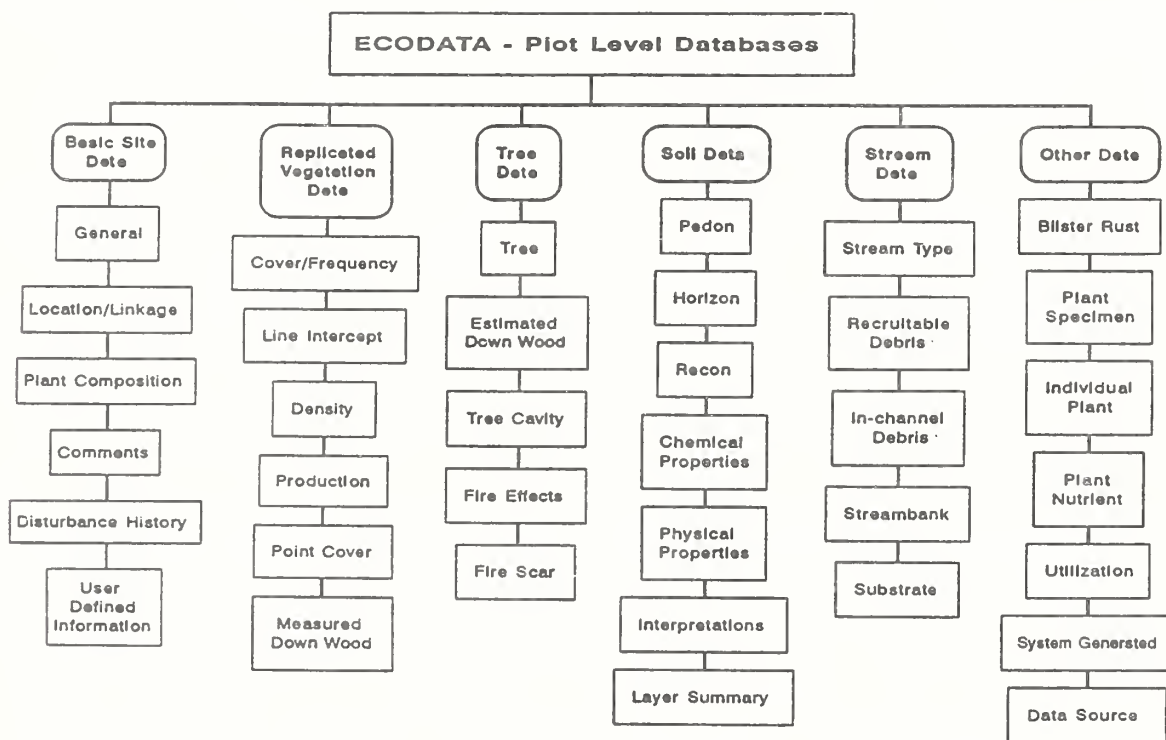 ECODATA - Plot Level Databases
Basic Site
Data
General
Location/Linkage
Plant Composition
Comments
Disturbance History
User
Defined
Information
Replicated
Vegetation
Data
Cover/Frequency
Line Intercept
Density
Production
Point Cover
Measured
Down Wood
Tree
Data
Tree
Estimated
Down Wood
Tree Cavity
Fire Effects
Fire Scar
Soil Data
Pedon
Horizon
Recon
Chemical
Properties
Physical
Properties
Interpretations
Layer Summary
Stream
Data
Stream Type
Recruitable
Debris
In-channel
Debris
Streambank
Substrate
Other Data
Blister Rust
Plant
Specimen
Individual
Plant
Plant
Nutrient
Utilization
System Generated
Data Source